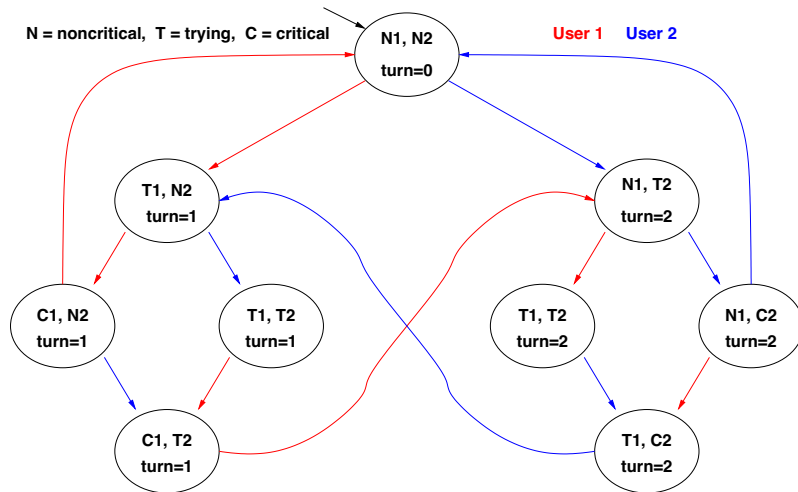 N = noncritical, T = trying, C = critical
User 1 User 2
N1, N2
turn=0
T1, N2
turn=1
N1, T2
turn=2
C1, N2
turn=1
T1, T2
turn=1
T1, T2
turn=2
N1, C2
turn=2
C1, T2
turn=1
T1, C2
turn=2